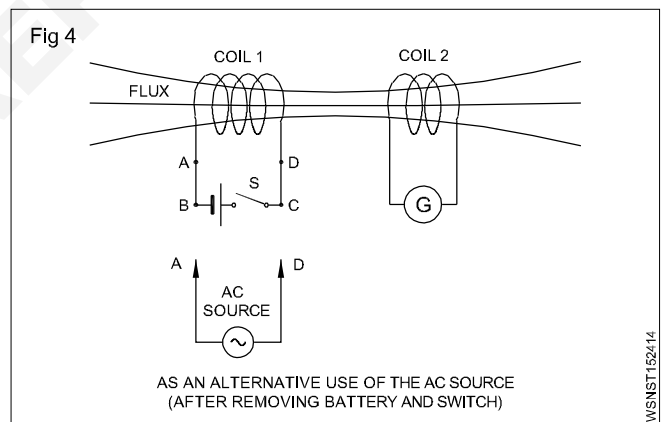 Fig 4
COIL 1
COIL 2
FLUX
A
D
S
B
C
G
A
D
AC
SOURCE
AS AN ALTERNATIVE USE OF THE AC SOURCE
(AFTER REMOVING BATTERY AND SWITCH)
WSNST152414